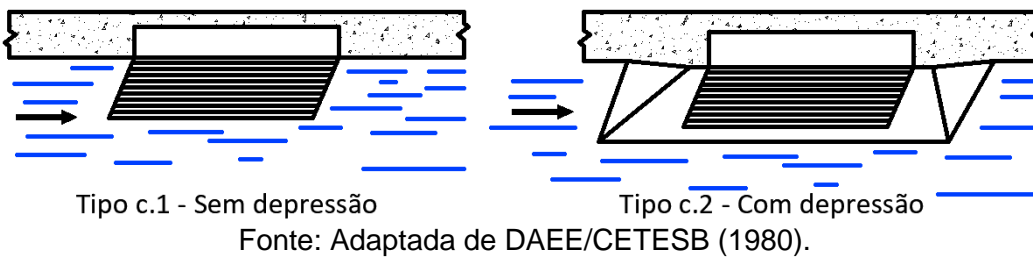 Tipo c.1 - Sem depressão
Tipo c.2 - Com depressão
Fonte: Adaptada de DAEE/CETESB (1980).